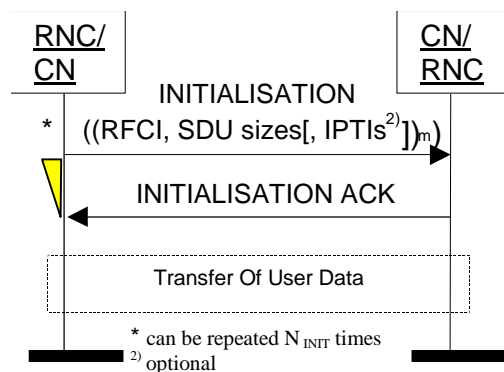 RNC/
CN
CN/
RNC
INITIALISATION
* ((RFCI, SDU sizes[, IPTIs²⁾])m)
INITIALISATION ACK
Transfer Of User Data
* can be repeated N INIT times
²⁾ optional